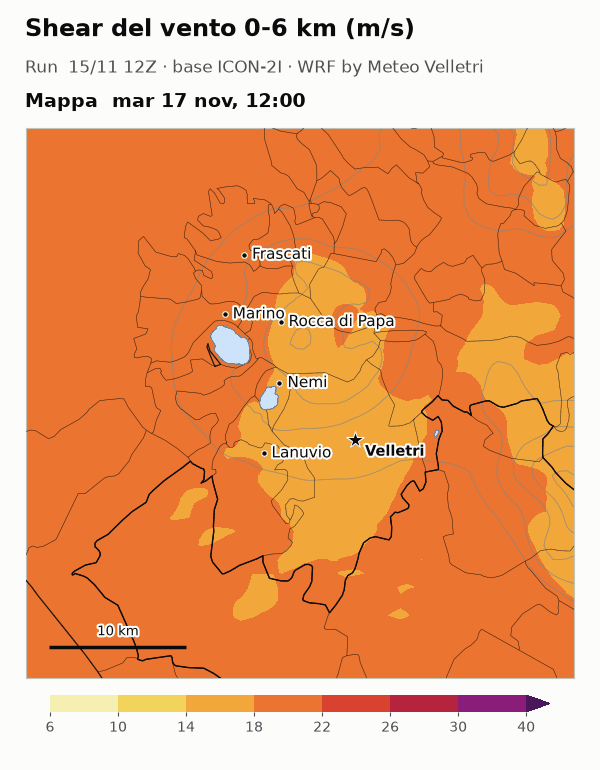 Shear del vento 0-6 km (m/s)
Run  15/11 12Z · base ICON-2I · WRF by Meteo Velletri
Mappa  mar 17 nov, 12:00
Frascati
Marino
Rocca di Papa
Nemi
Velletri
Lanuvio
10 km
6 10 14 18 22 26 30 40